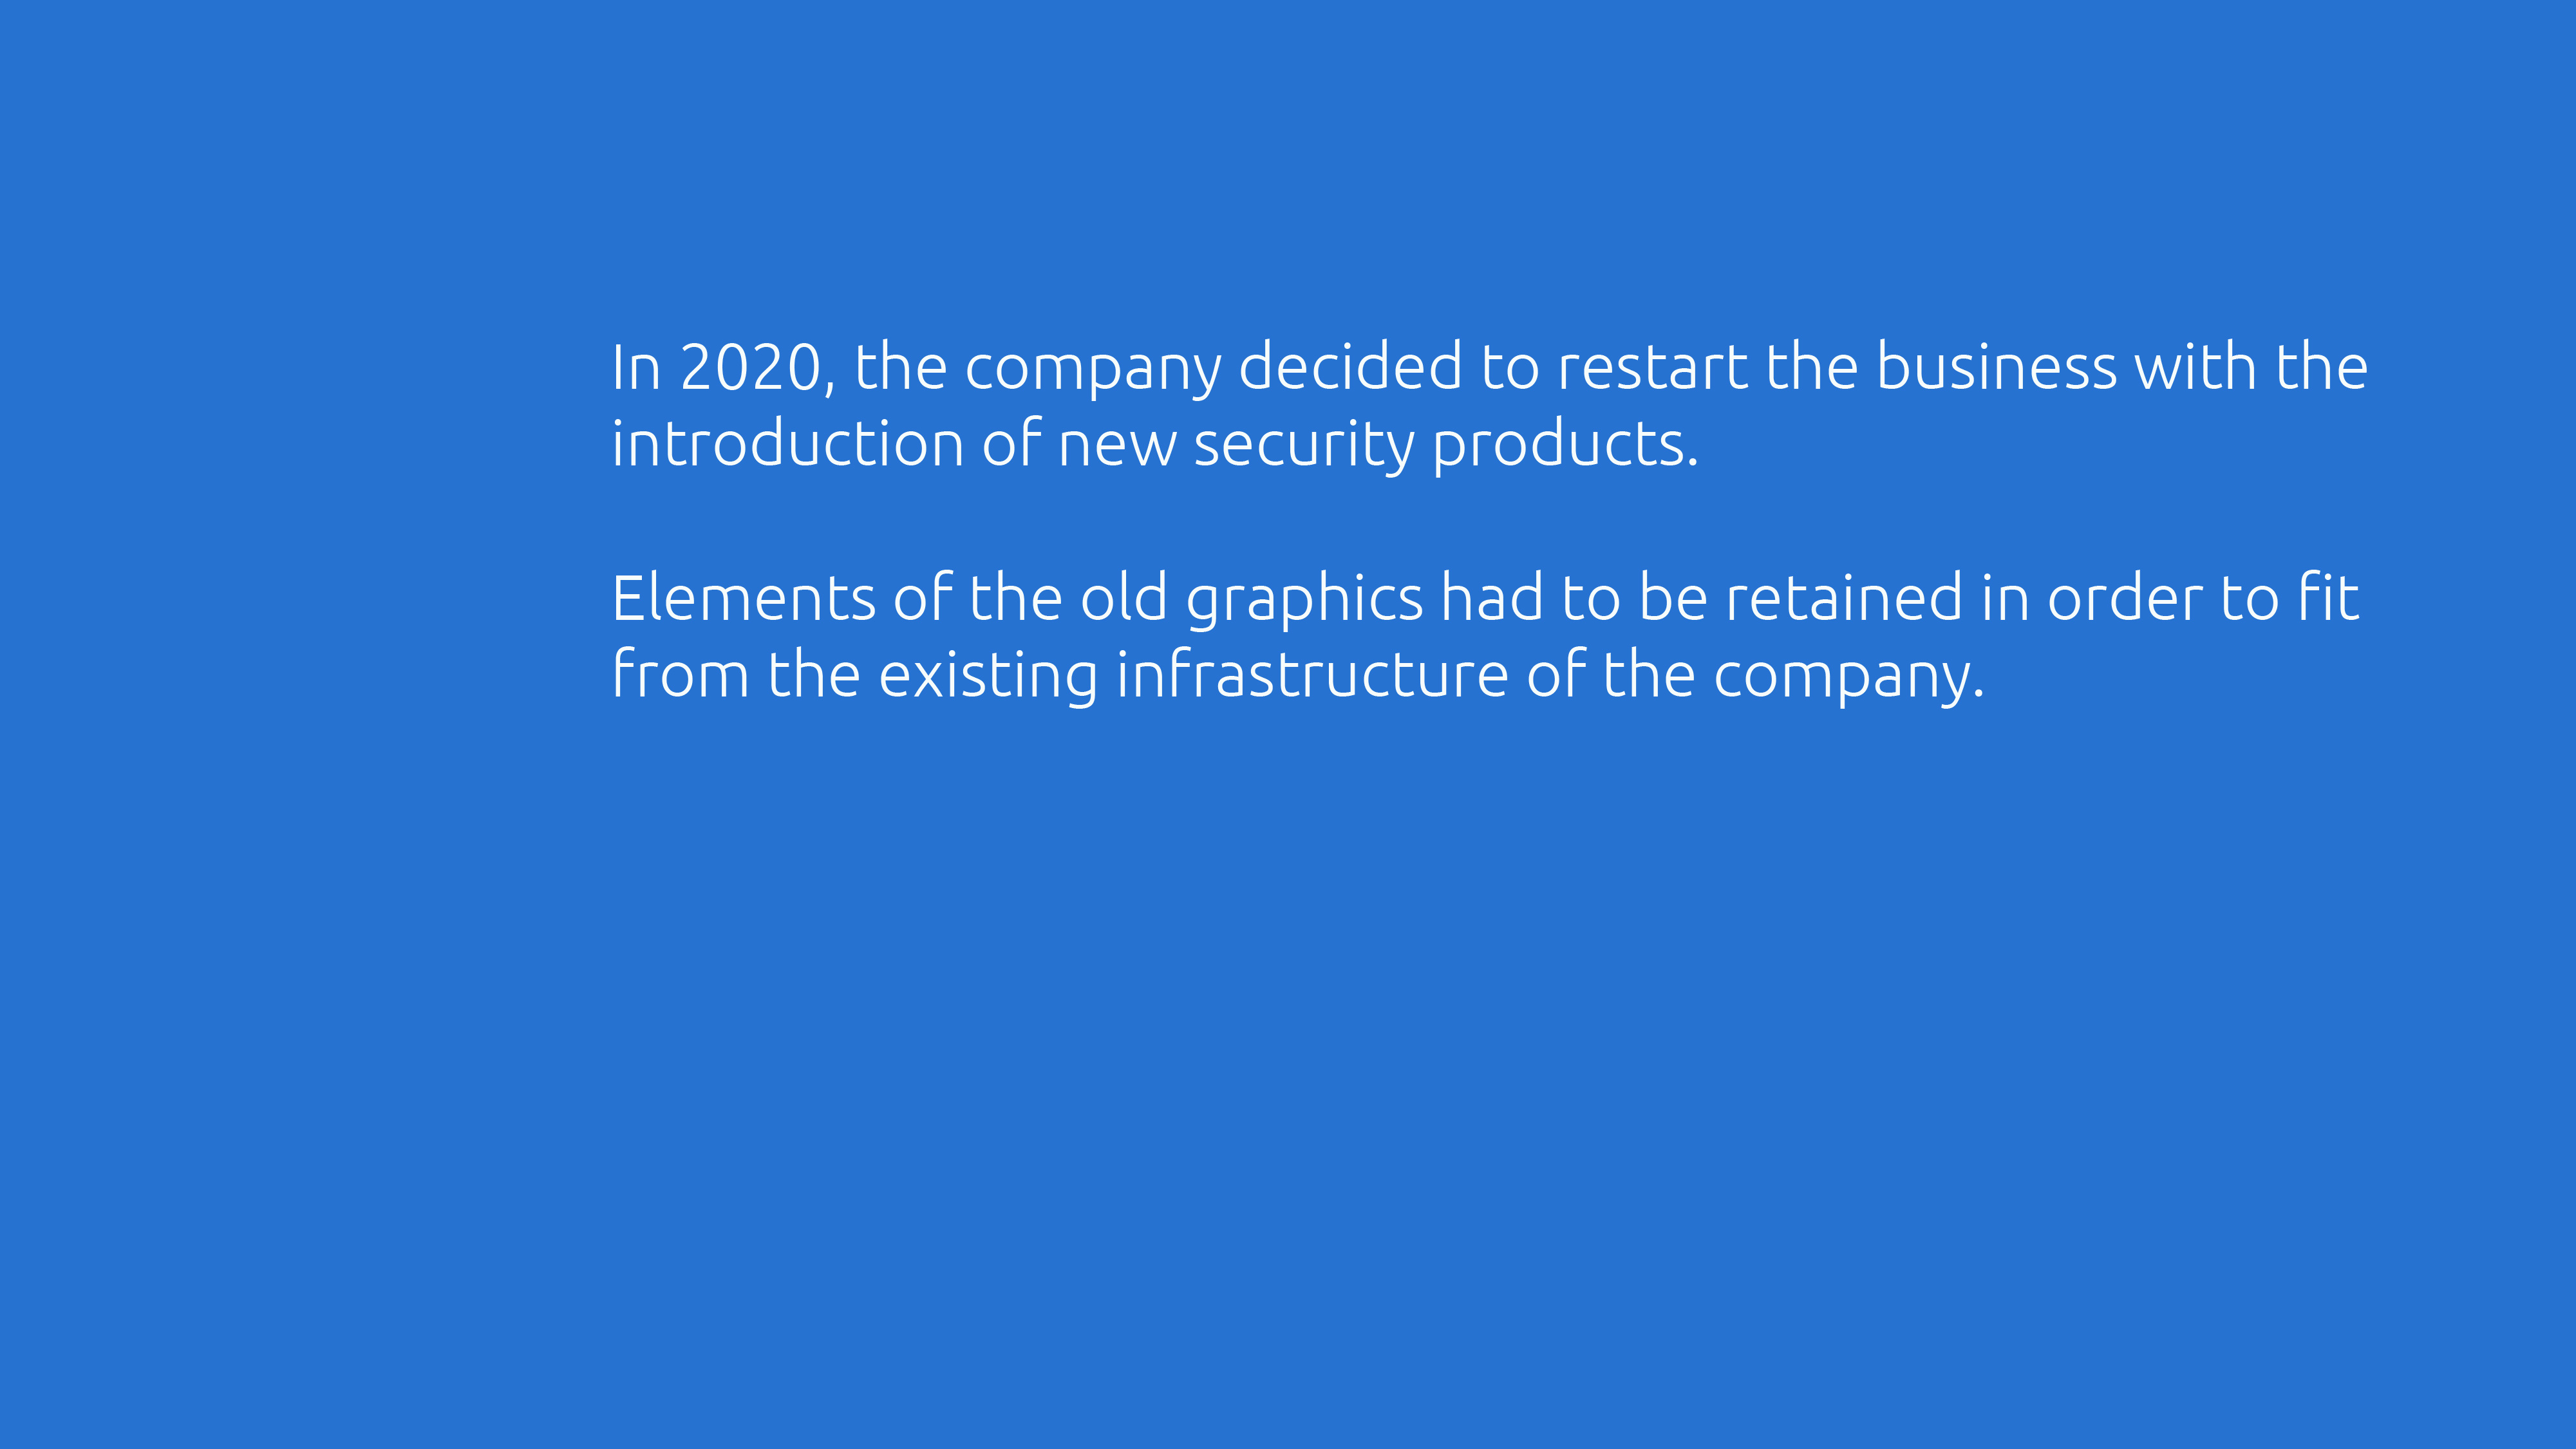 In 2020, the company decided to restart the business with the
introduction of new security products.
Elements of the old graphics had to be retained in order to fit
from the existing infrastructure of the company.